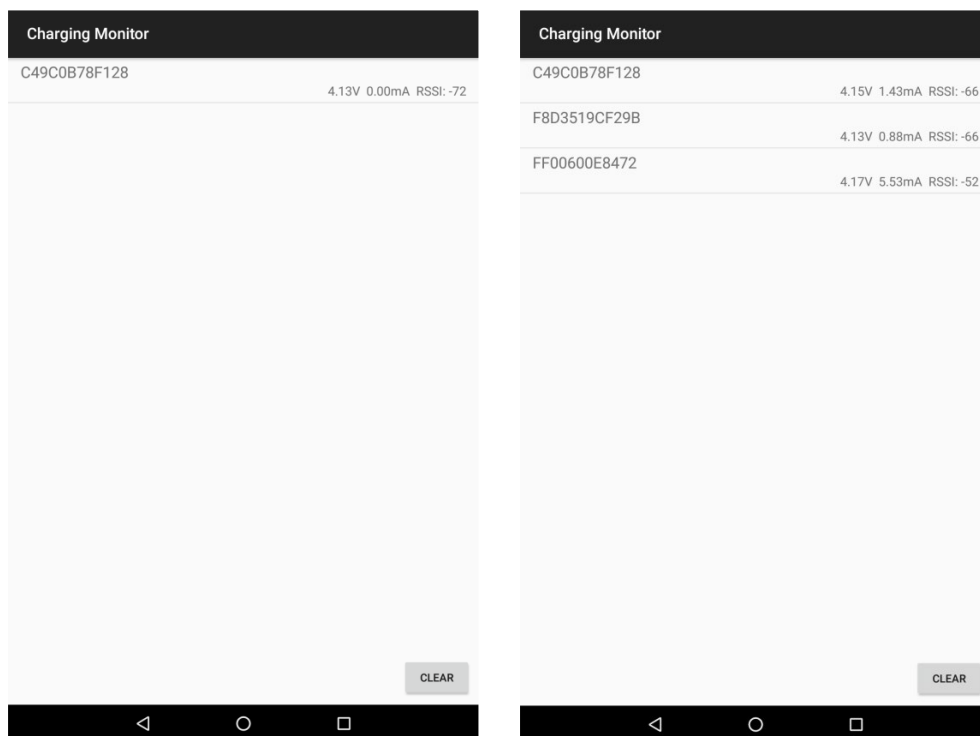 Charging Monitor
C49C0B78F128
4.13V 0.00mA RSSI: -72
CLEAR
Charging Monitor
C49C0B78F128
4.15V 1.43mA RSSI: -66
F8D3519CF29B
4.13V 0.88mA RSSI: -66
FF00600E8472
4.17V 5.53mA RSSI: -52
CLEAR